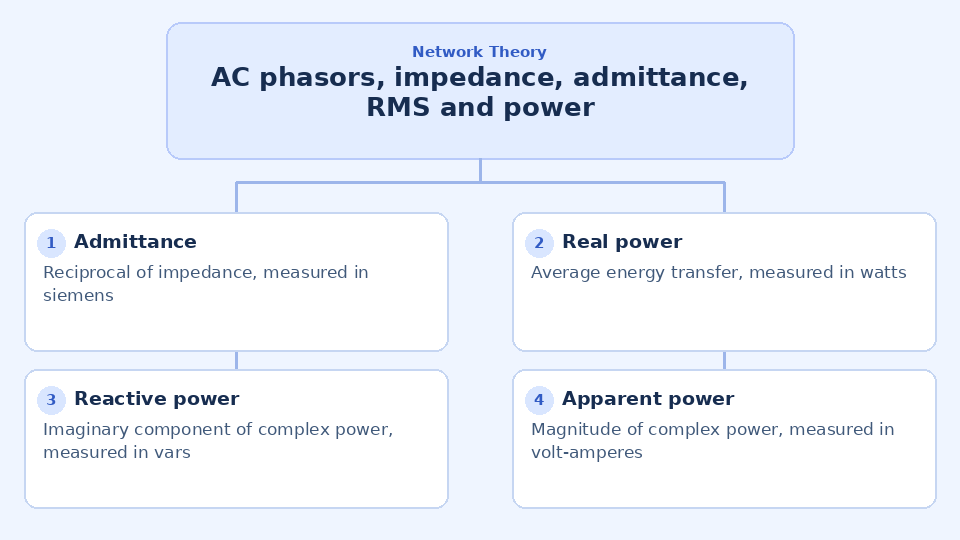 Network Theory
AC phasors, impedance, admittance,
RMS and power
1 Admittance
Reciprocal of impedance, measured in
siemens
2 Real power
Average energy transfer, measured in watts
3 Reactive power
Imaginary component of complex power,
measured in vars
4 Apparent power
Magnitude of complex power, measured in
volt-amperes